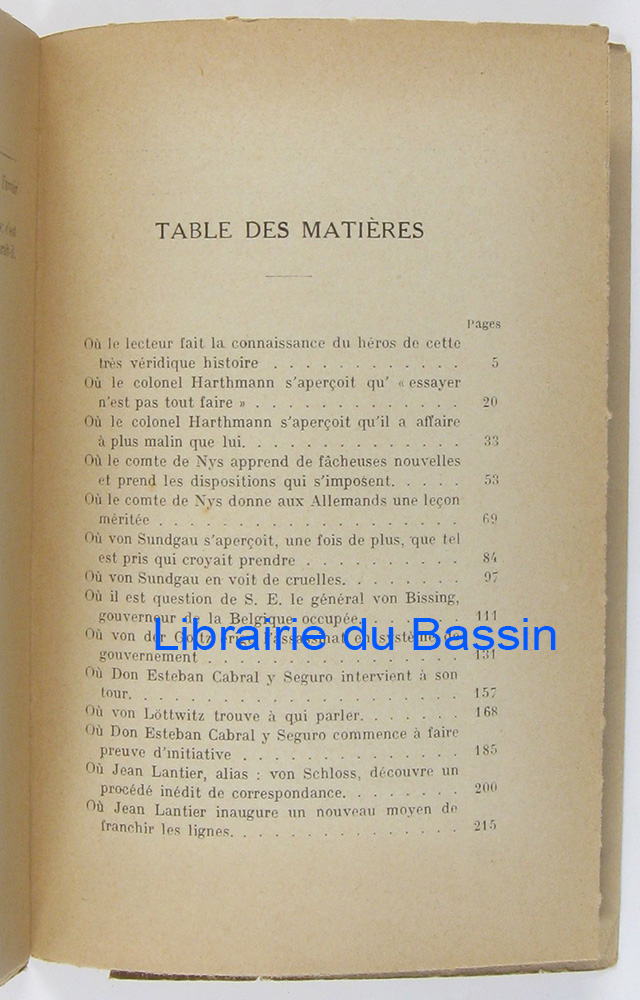 TABLE DES MATIÈRES
Pages
Où le lecteur fait la connaissance du héros de cette
très véridique histoire . . . . . . . . . . . . 5
Où le colonel Harthmann s'aperçoit qu' « essayer
n'est pas tout faire » . . . . . . . . . . . . . 20
Où le colonel Harthmann s'aperçoit qu'il a affaire
à plus malin que lui. . . . . . . . . . . . . . 33
Où le comte de Nys apprend de fâcheuses nouvelles
et prend les dispositions qui s'imposent. . . . . 53
Où le comte de Nys donne aux Allemands une leçon
méritée . . . . . . . . . . . . . . . . . . . 69
Où von Sundgau s'aperçoit, une fois de plus, que tel
est pris qui croyait prendre . . . . . . . . . . 84
Où von Sundgau en voit de cruelles. . . . . . . . 97
Où il est question de S. E. le général von Bissing,
gouverneur de la Belgique occupée. . . . . . . 111
Où von der Goltz érige l'assassinat en système de
gouvernement . . . . . . . . . . . . . . . . 131
Librairie du Bassin
Où Don Esteban Cabral y Seguro intervient à son
tour. . . . . . . . . . . . . . . . . . . . . 157
Où von Löttwitz trouve à qui parler. . . . . . . 168
Où Don Esteban Cabral y Seguro commence à faire
preuve d'initiative . . . . . . . . . . . . . . 185
Où Jean Lantier, alias : von Schloss, découvre un
procédé inédit de correspondance. . . . . . . . 200
Où Jean Lantier inaugure un nouveau moyen de
franchir les lignes. . . . . . . . . . . . . . . 215